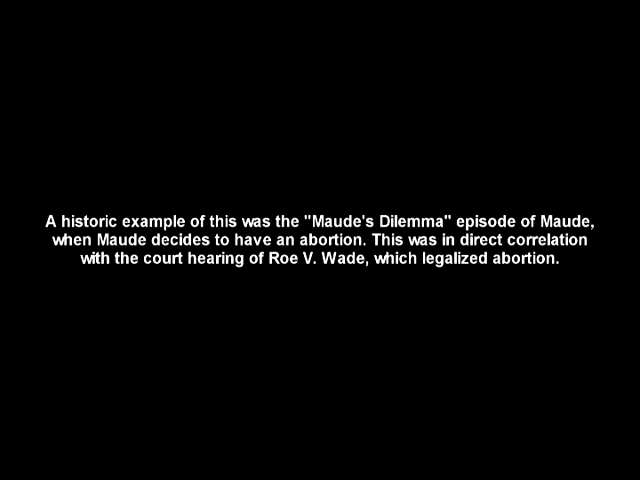 A historic example of this was the "Maude's Dilemma" episode of Maude,
when Maude decides to have an abortion. This was in direct correlation
with the court hearing of Roe V. Wade, which legalized abortion.